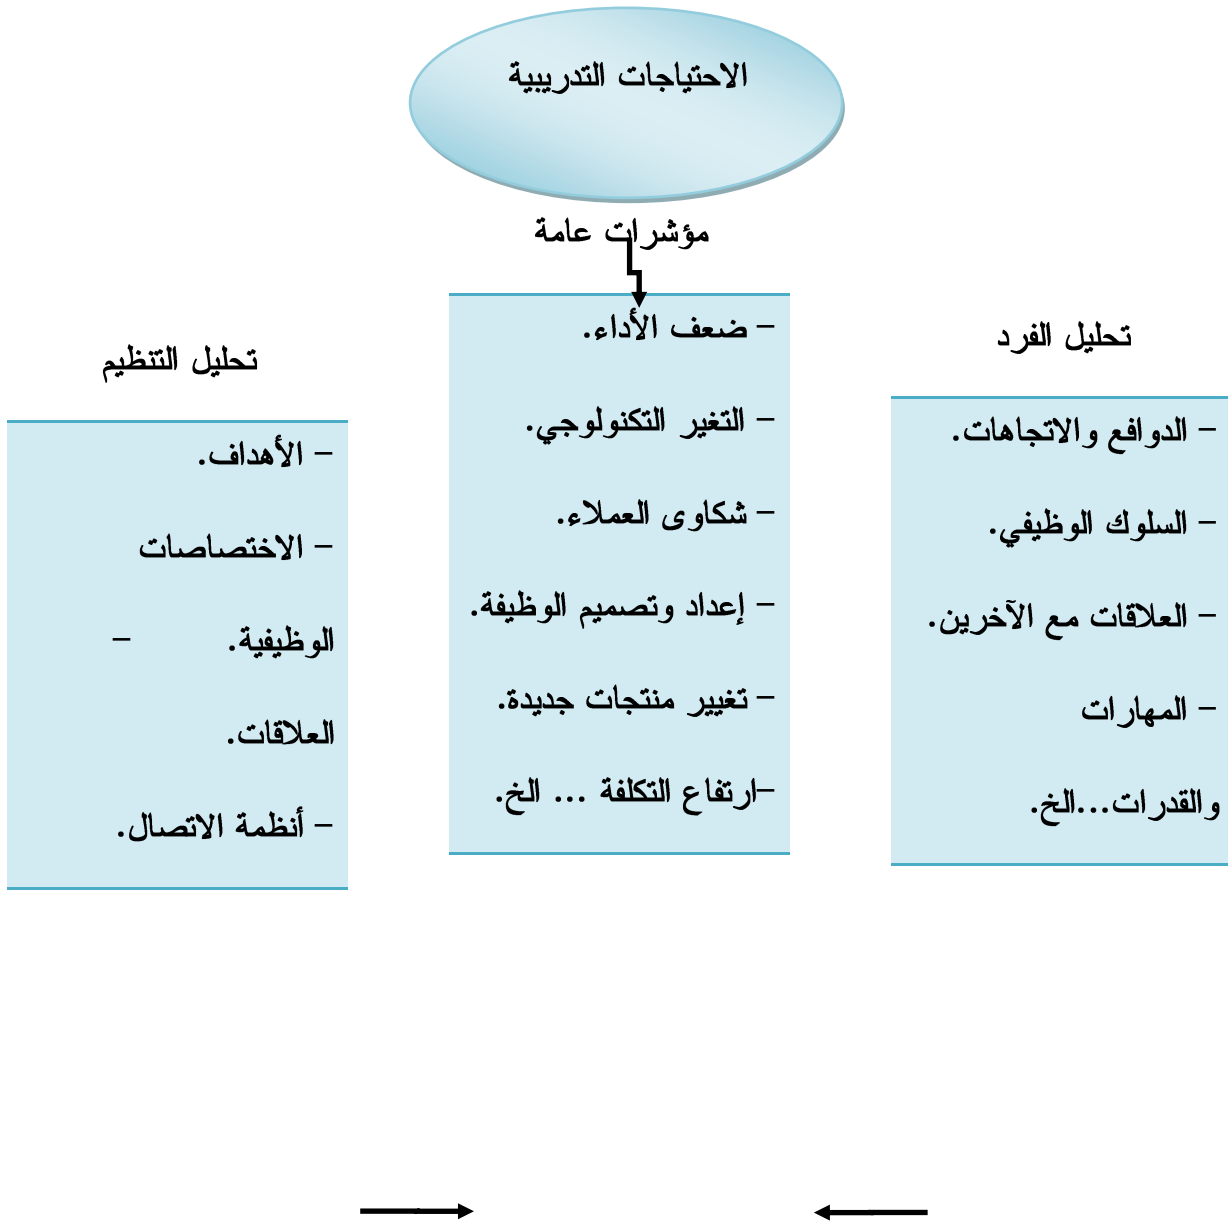 الاحتياجات التدريبية
مؤشرات عامة
تحليل الفرد
– الدوافع والاتجاهات.
– السلوك الوظيفي.
– العلاقات مع الآخرين.
– المهارات
والقدرات...الخ.
– ضعف الأداء.
– التغير التكنولوجي.
– شكاوى العملاء.
– إعداد وتصميم الوظيفة.
– تغيير منتجات جديدة.
–ارتفاع التكلفة ... الخ.
تحليل التنظيم
– الأهداف.
– الاختصاصات
الوظيفية. –
العلاقات.
– أنظمة الاتصال.